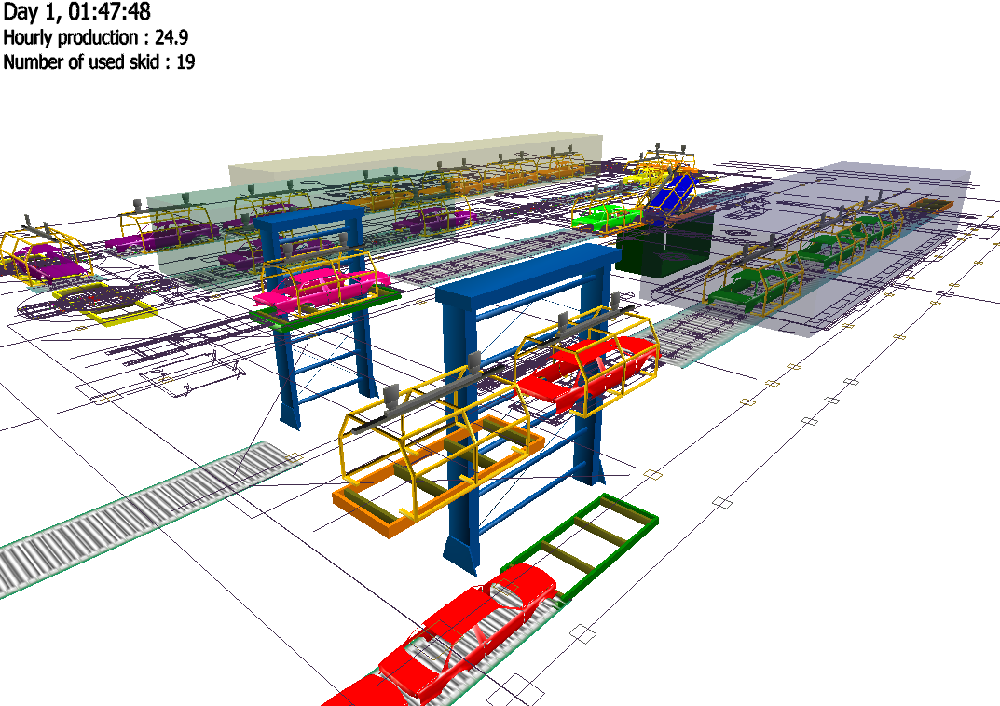 Day 1, 01:47:48
Hourly production : 24.9
Number of used skid : 19